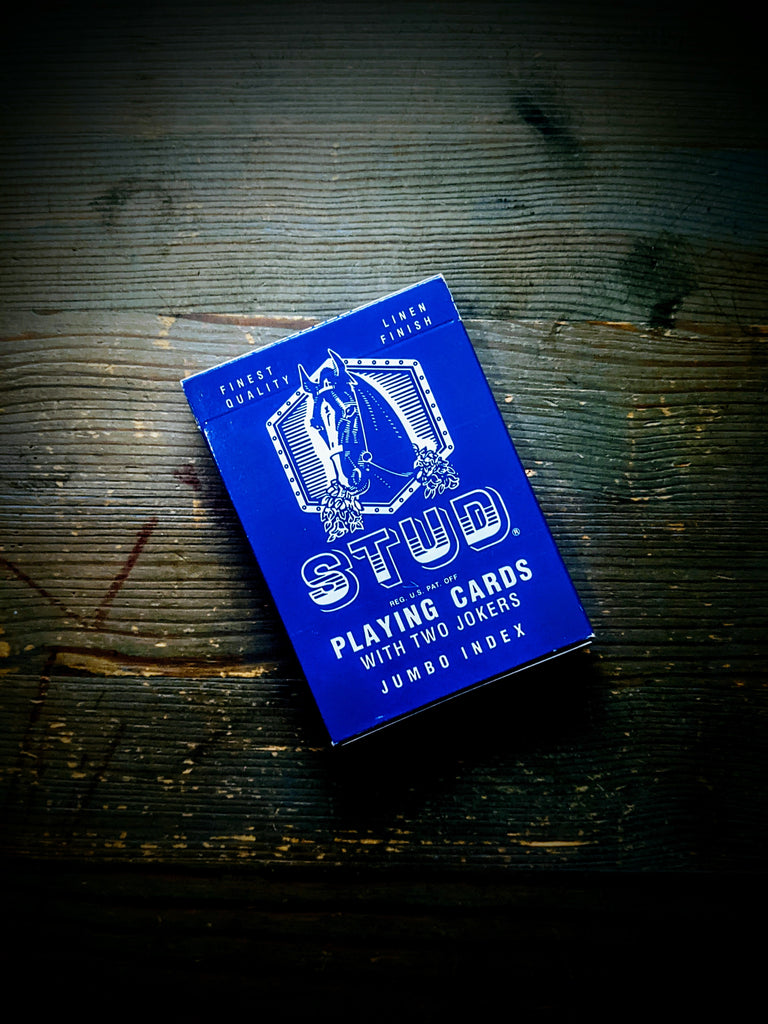 FINEST
QUALITY
LINEN
FINISH
STUD®
REG. U.S. PAT. OFF
PLAYING CARDS
WITH TWO JOKERS
JUMBO INDEX